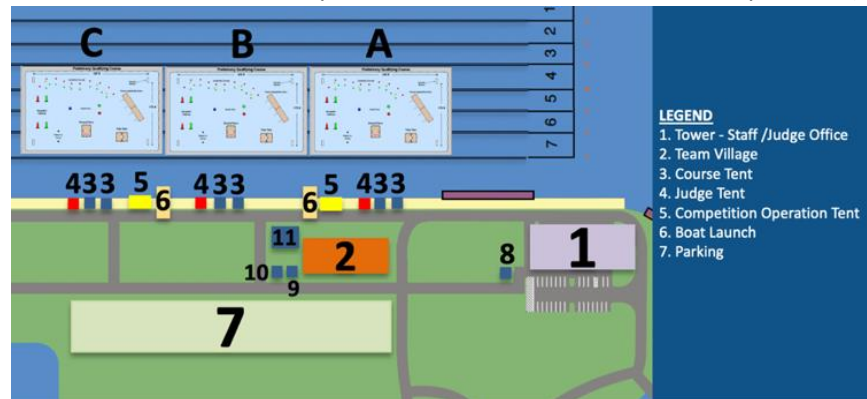 C B A
1
2
3
4
5
6
7
4 3 3 5 6 4 3 3 6 5 4 3 3
11 2 8 1
10 9
7
LEGEND
1. Tower - Staff /Judge Office
2. Team Village
3. Course Tent
4. Judge Tent
5. Competition Operation Tent
6. Boat Launch
7. Parking